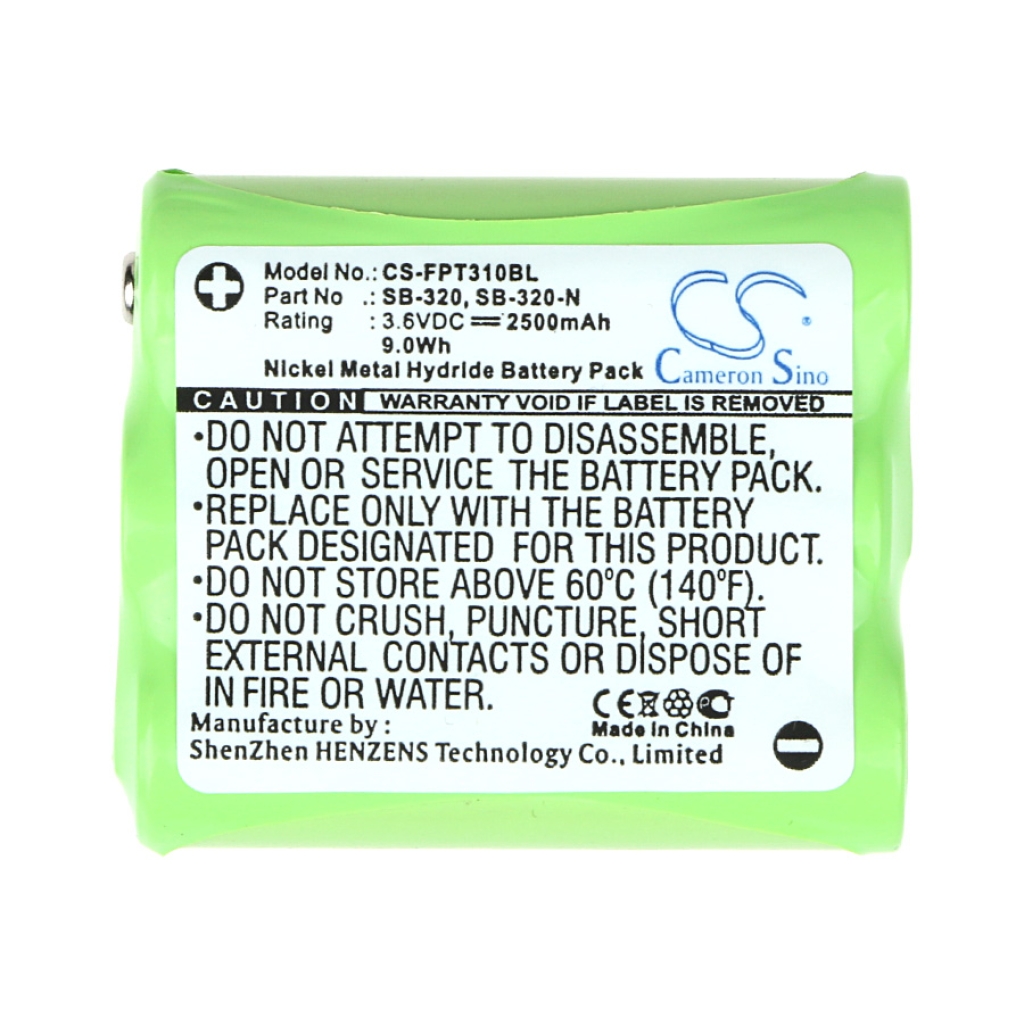 Model No.: CS-FPT310BL
Part No .: SB-320, SB-320-N
Rating : 3.6VDC 2500mAh
9.0Wh
Nickel Metal Hydride Battery Pack
CS
®
Cameron Sino
CAUTION WARRANTY VOID IF LABEL IS REMOVED
•DO NOT ATTEMPT TO DISASSEMBLE,
OPEN OR SERVICE THE BATTERY PACK.
•REPLACE ONLY WITH THE BATTERY
PACK DESIGNATED FOR THIS PRODUCT.
•DO NOT STORE ABOVE 60°C (140°F).
•DO NOT CRUSH, PUNCTURE, SHORT
EXTERNAL CONTACTS OR DISPOSE OF
IN FIRE OR WATER.
CE
Made in China
Manufacture by :
ShenZhen HENZENS Technology Co., Limited